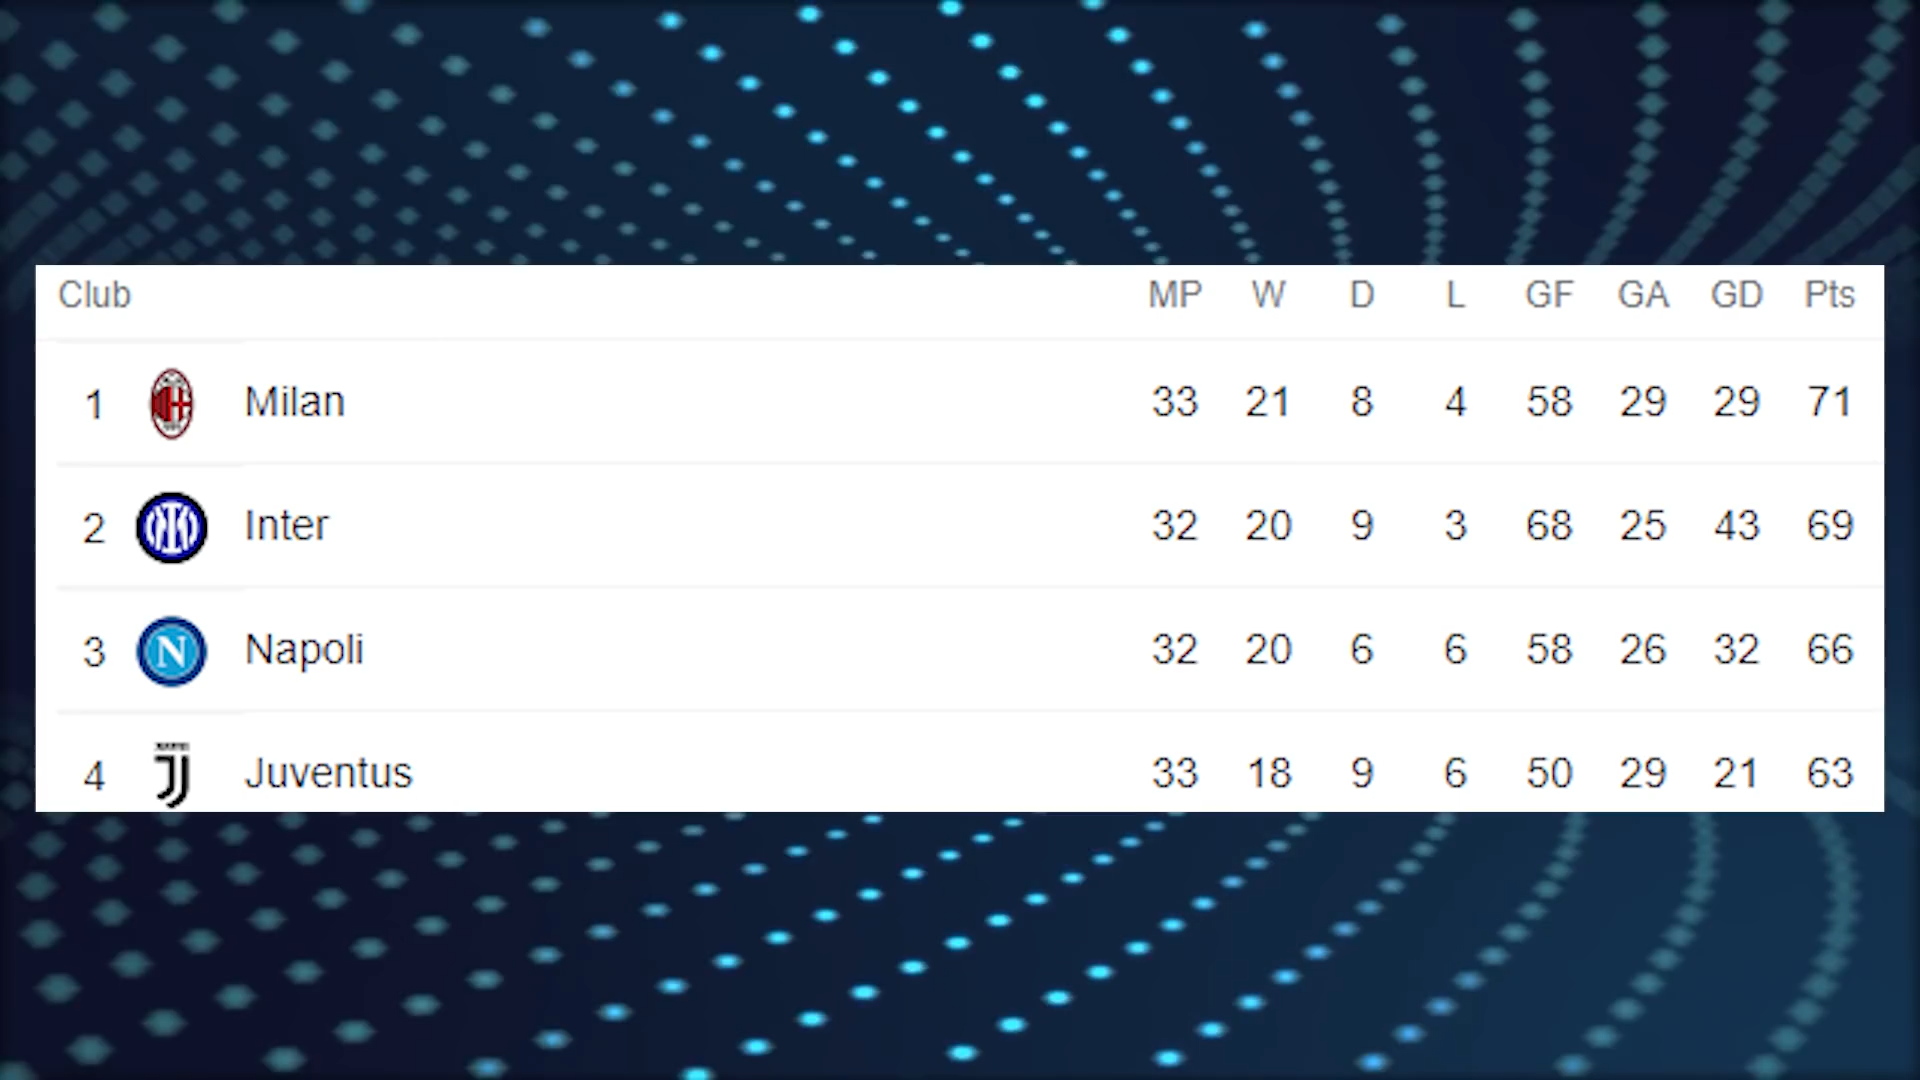 Club MP W D L GF GA GD Pts
1 Milan 33 21 8 4 58 29 29 71
2 Inter 32 20 9 3 68 25 43 69
3 N Napoli 32 20 6 6 58 26 32 66
4 Juventus 33 18 9 6 50 29 21 63